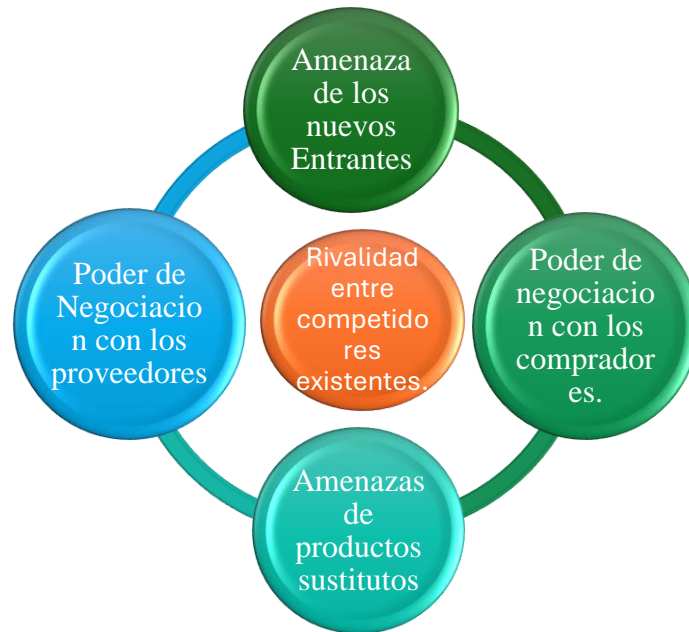 Amenaza
de los
nuevos
Entrantes
Poder de
Negociacio
n con los
proveedores
Rivalidad
entre
competido
res
existentes.
Poder de
negociacio
n con los
comprador
es.
Amenazas
de
productos
sustitutos